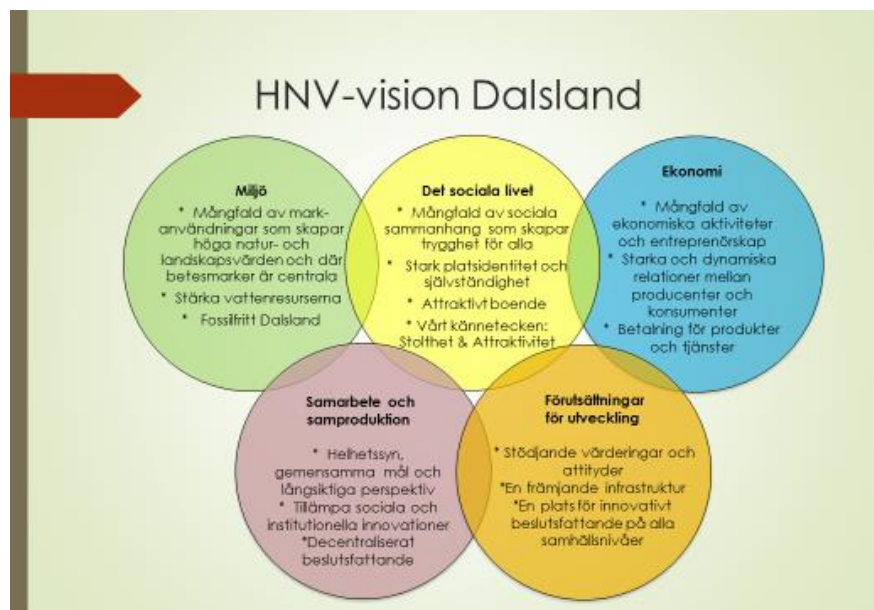 HNV-vision Dalsland
Miljö
* Mångfald av mark-
användningar som skapar
höga natur- och
landskapsvärden och där
betesmarker är centrala
* Stärka vattenresurserna
* Fossilfritt Dalsland
Det sociala livet
* Mångfald av sociala
sammanhang som skapar
trygghet för alla
* Stark platsidentitet och
självständighet
* Attraktivt boende
* Vårt kännetecken:
Stolthet & Attraktivitet
Ekonomi
* Mångfald av
ekonomiska aktiviteter
och entreprenörskap
* Starka och dynamiska
relationer mellan
producenter och
konsumenter
* Betalning för produkter
och tjänster
Samarbete och
samproduktion
* Helhetssyn,
gemensamma mål och
långsiktiga perspektiv
* Tillämpa sociala och
institutionella innovationer
*Decentraliserat
beslutsfattande
Förutsättningar
för utveckling
* Stödjande värderingar och
attityder
*En främjande infrastruktur
*En plats för innovativt
beslutsfattande på alla
samhällsnivåer